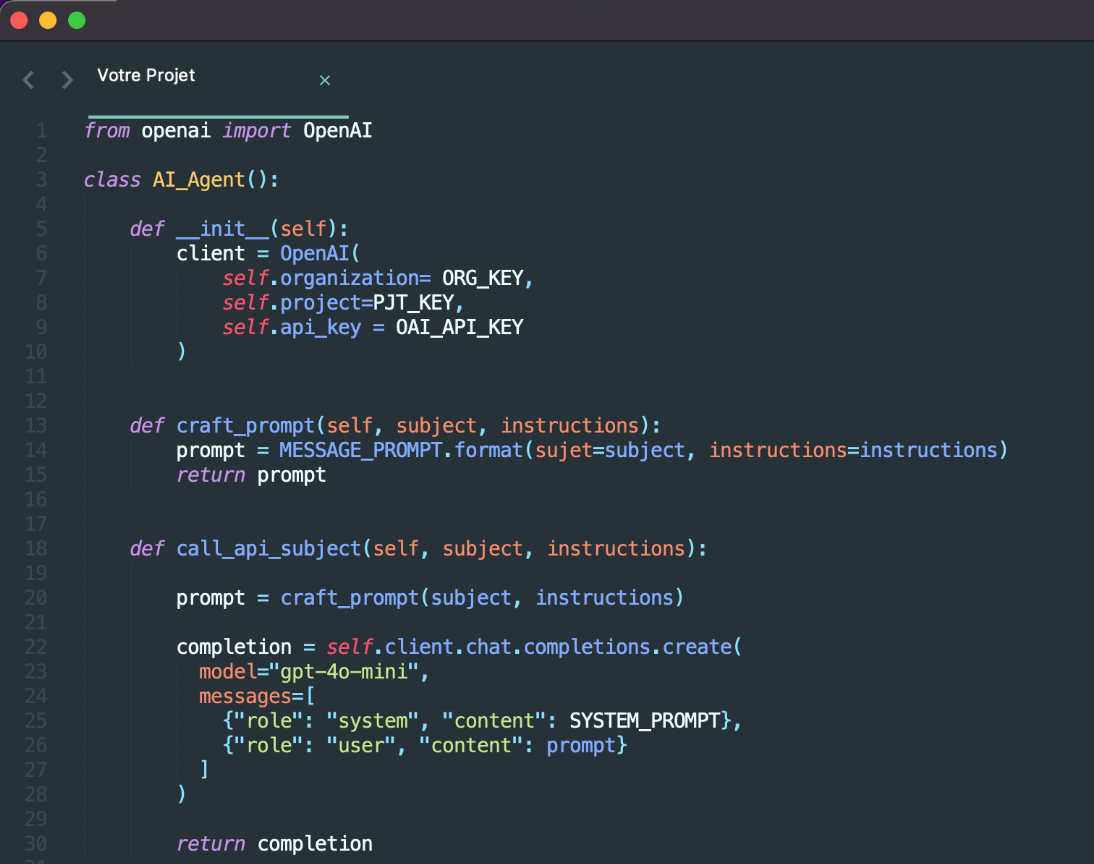 Votre Projet ×
1 from openai import OpenAI
2
3 class AI_Agent():
4
5 def __init__(self):
6 client = OpenAI(
7 self.organization= ORG_KEY,
8 self.project=PJT_KEY,
9 self.api_key = OAI_API_KEY
10 )
11
12
13 def craft_prompt(self, subject, instructions):
14 prompt = MESSAGE_PROMPT.format(sujet=subject, instructions=instructions)
15 return prompt
16
17
18 def call_api_subject(self, subject, instructions):
19
20 prompt = craft_prompt(subject, instructions)
21
22 completion = self.client.chat.completions.create(
23 model="gpt-4o-mini",
24 messages=[
25 {"role": "system", "content": SYSTEM_PROMPT},
26 {"role": "user", "content": prompt}
27 ]
28 )
29
30 return completion